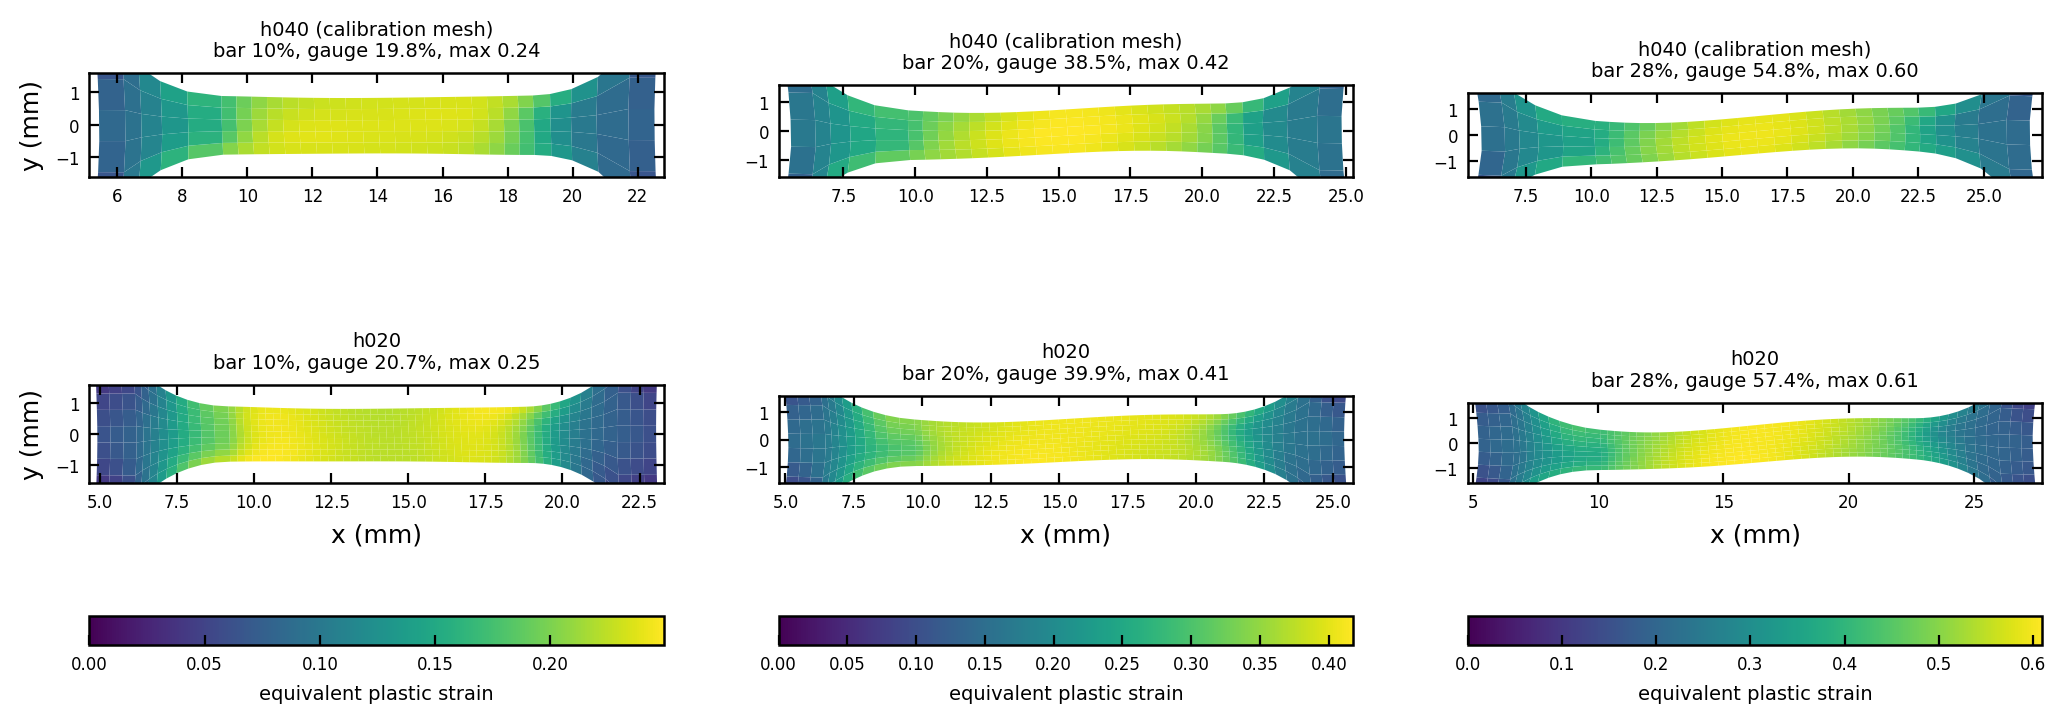 h040 (calibration mesh)
bar 10%, gauge 19.8%, max 0.24
y (mm)
1
0
−1
6 8 10 12 14 16 18 20 22
h040 (calibration mesh)
bar 20%, gauge 38.5%, max 0.42
1
0
−1
7.5 10.0 12.5 15.0 17.5 20.0 22.5 25.0
h040 (calibration mesh)
bar 28%, gauge 54.8%, max 0.60
1
0
−1
7.5 10.0 12.5 15.0 17.5 20.0 22.5 25.0
h020
bar 10%, gauge 20.7%, max 0.25
y (mm)
1
0
−1
5.0 7.5 10.0 12.5 15.0 17.5 20.0 22.5
x (mm)
h020
bar 20%, gauge 39.9%, max 0.41
1
0
−1
5.0 7.5 10.0 12.5 15.0 17.5 20.0 22.5 25.0
x (mm)
h020
bar 28%, gauge 57.4%, max 0.61
1
0
−1
5 10 15 20 25
x (mm)
0.00 0.05 0.10 0.15 0.20
equivalent plastic strain
0.00 0.05 0.10 0.15 0.20 0.25 0.30 0.35 0.40
equivalent plastic strain
0.0 0.1 0.2 0.3 0.4 0.5 0.6
equivalent plastic strain